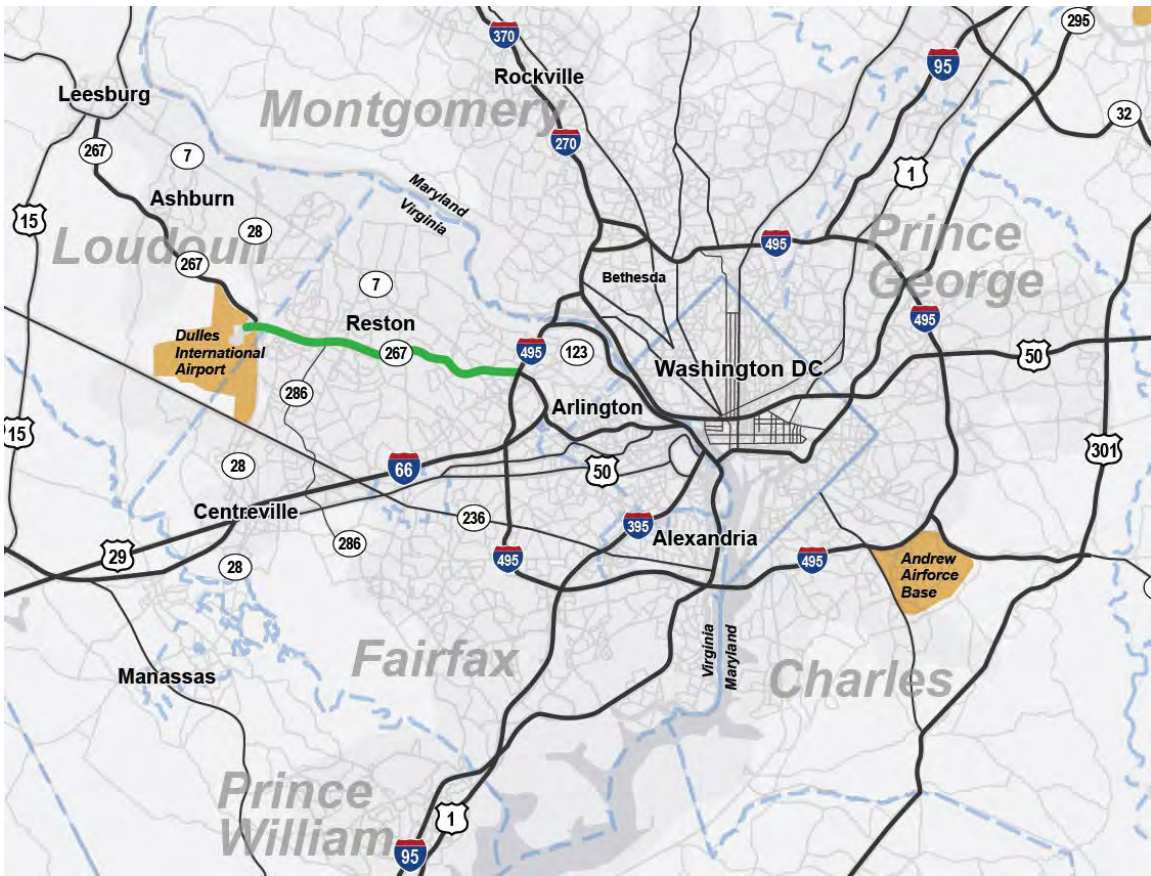 295
370
95
Rockville
Leesburg
Montgomery
32
267
270
7
1
Maryland
Virginia
Ashburn
15
28
Loudoun
495
Prince
George
267
Bethesda
7
495
Reston
Dulles
International
Airport
267
495
123
50
Washington DC
286
Arlington
15
301
28
66
50
Centreville
236
395
Alexandria
286
29
28
495
495
Andrew
Airforce
Base
Fairfax
Virginia
Maryland
Manassas
Charles
Prince
William
1
95